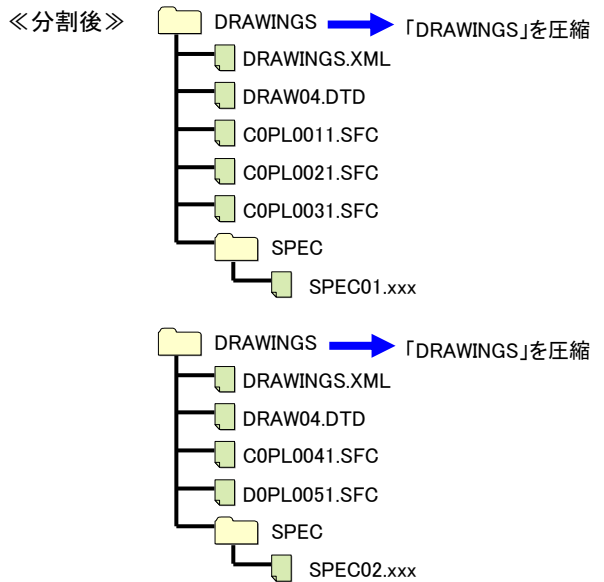 ≪分割後≫ DRAWINGS 「DRAWINGS」を圧縮
DRAWINGS.XML
DRAW04.DTD
C0PL0011.SFC
C0PL0021.SFC
C0PL0031.SFC
SPEC
SPEC01.xxx
DRAWINGS 「DRAWINGS」を圧縮
DRAWINGS.XML
DRAW04.DTD
C0PL0041.SFC
D0PL0051.SFC
SPEC
SPEC02.xxx